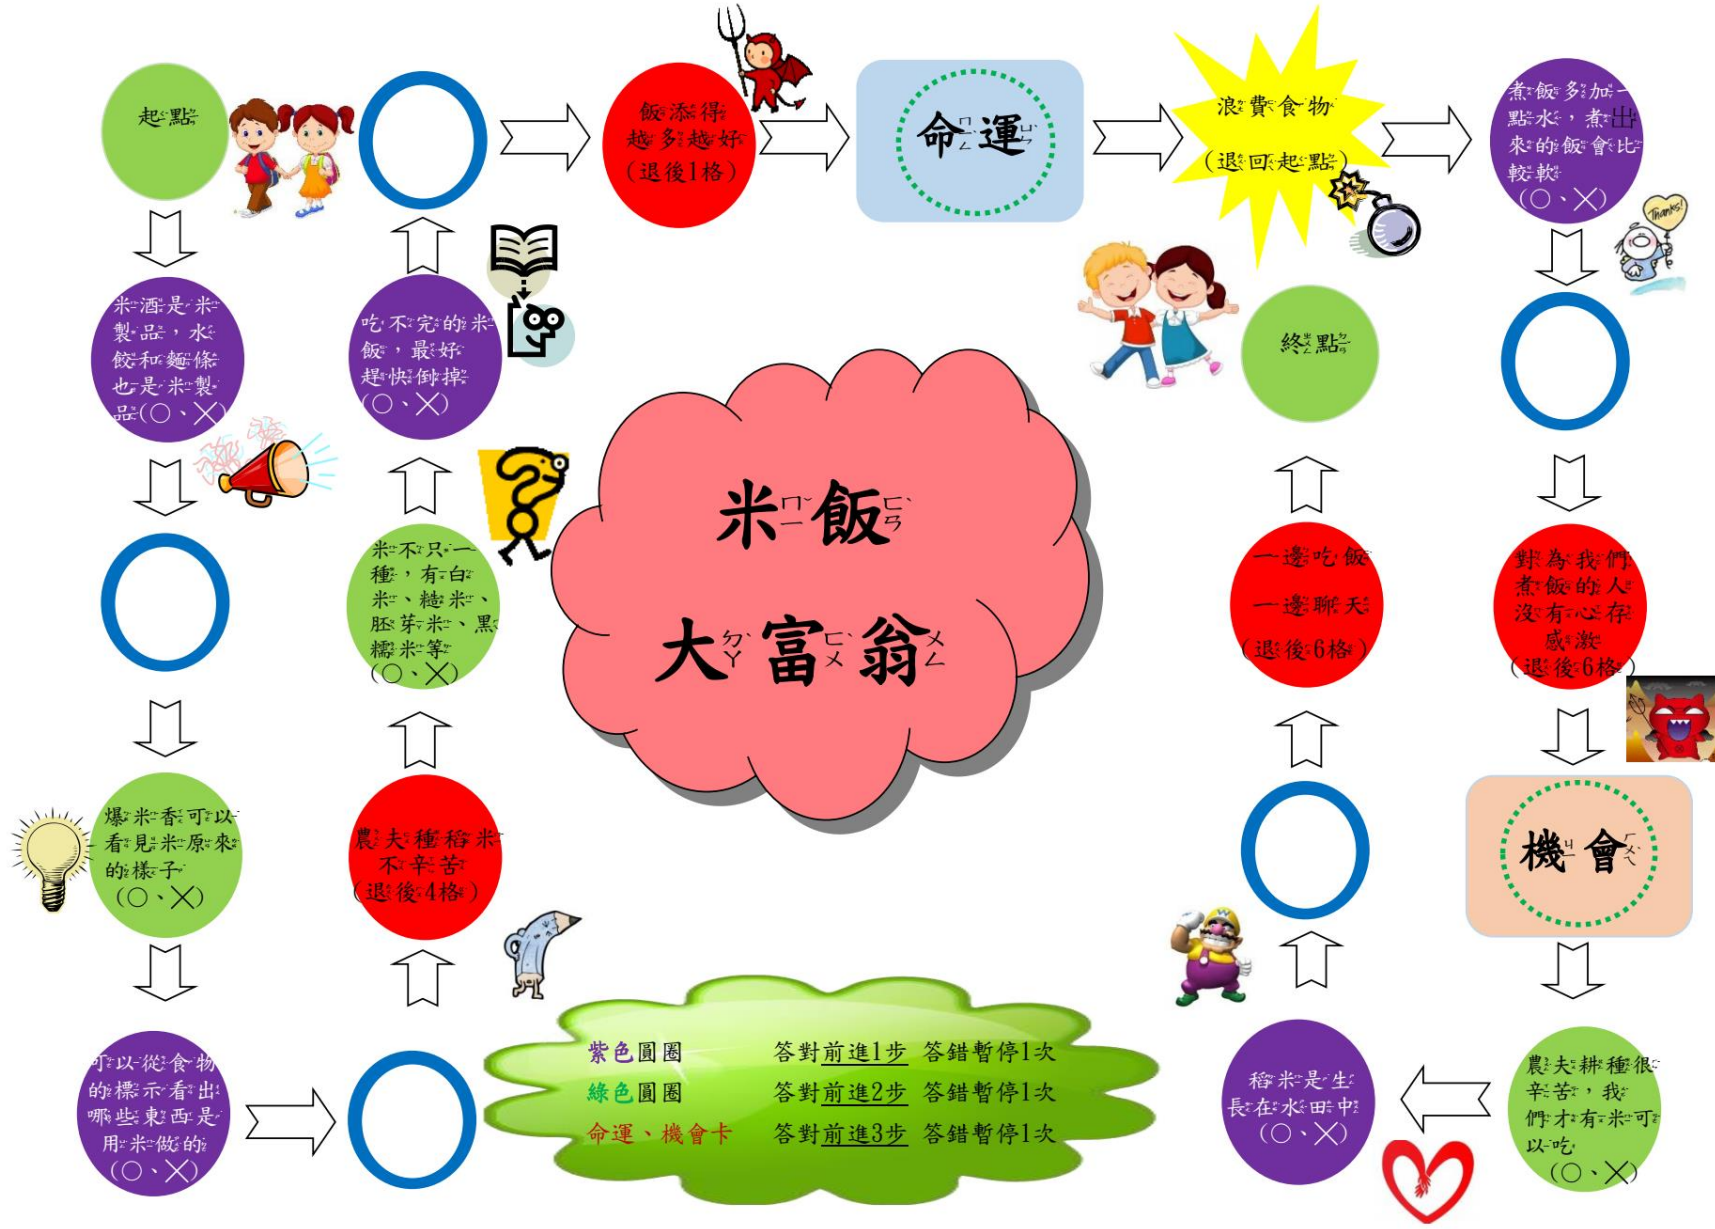 起點
米酒是米
製品，水
餃和麵條
也是米製
品(○、╳)
爆米香可以
看見米原來
的樣子
(○、╳)
可以從食物
的標示看出
哪些東西是
用米做的
(○、╳)
農夫種稻米
不辛苦
(退後4格)
米不只一
種，有白
米、糙米、
胚芽米、黑
糯米等
(○、╳)
吃不完的米
飯，最好
趕快倒掉
(○、╳)
飯添得
越多越好
(退後1格)
命運
浪費食物
(退回起點)
煮飯多加一
點水，煮出
來的飯會比
較軟
(○、╳)
Thanks!
對為我們
煮飯的人
沒有心存
感激
(退後6格)
機會
農夫耕種很
辛苦，我
們才有米可
以吃
(○、╳)
稻米是生
長在水田中
(○、╳)
一邊吃飯
一邊聊天
(退後6格)
終點
米飯
大富翁
紫色圓圈 答對前進1步 答錯暫停1次
綠色圓圈 答對前進2步 答錯暫停1次
命運、機會卡 答對前進3步 答錯暫停1次